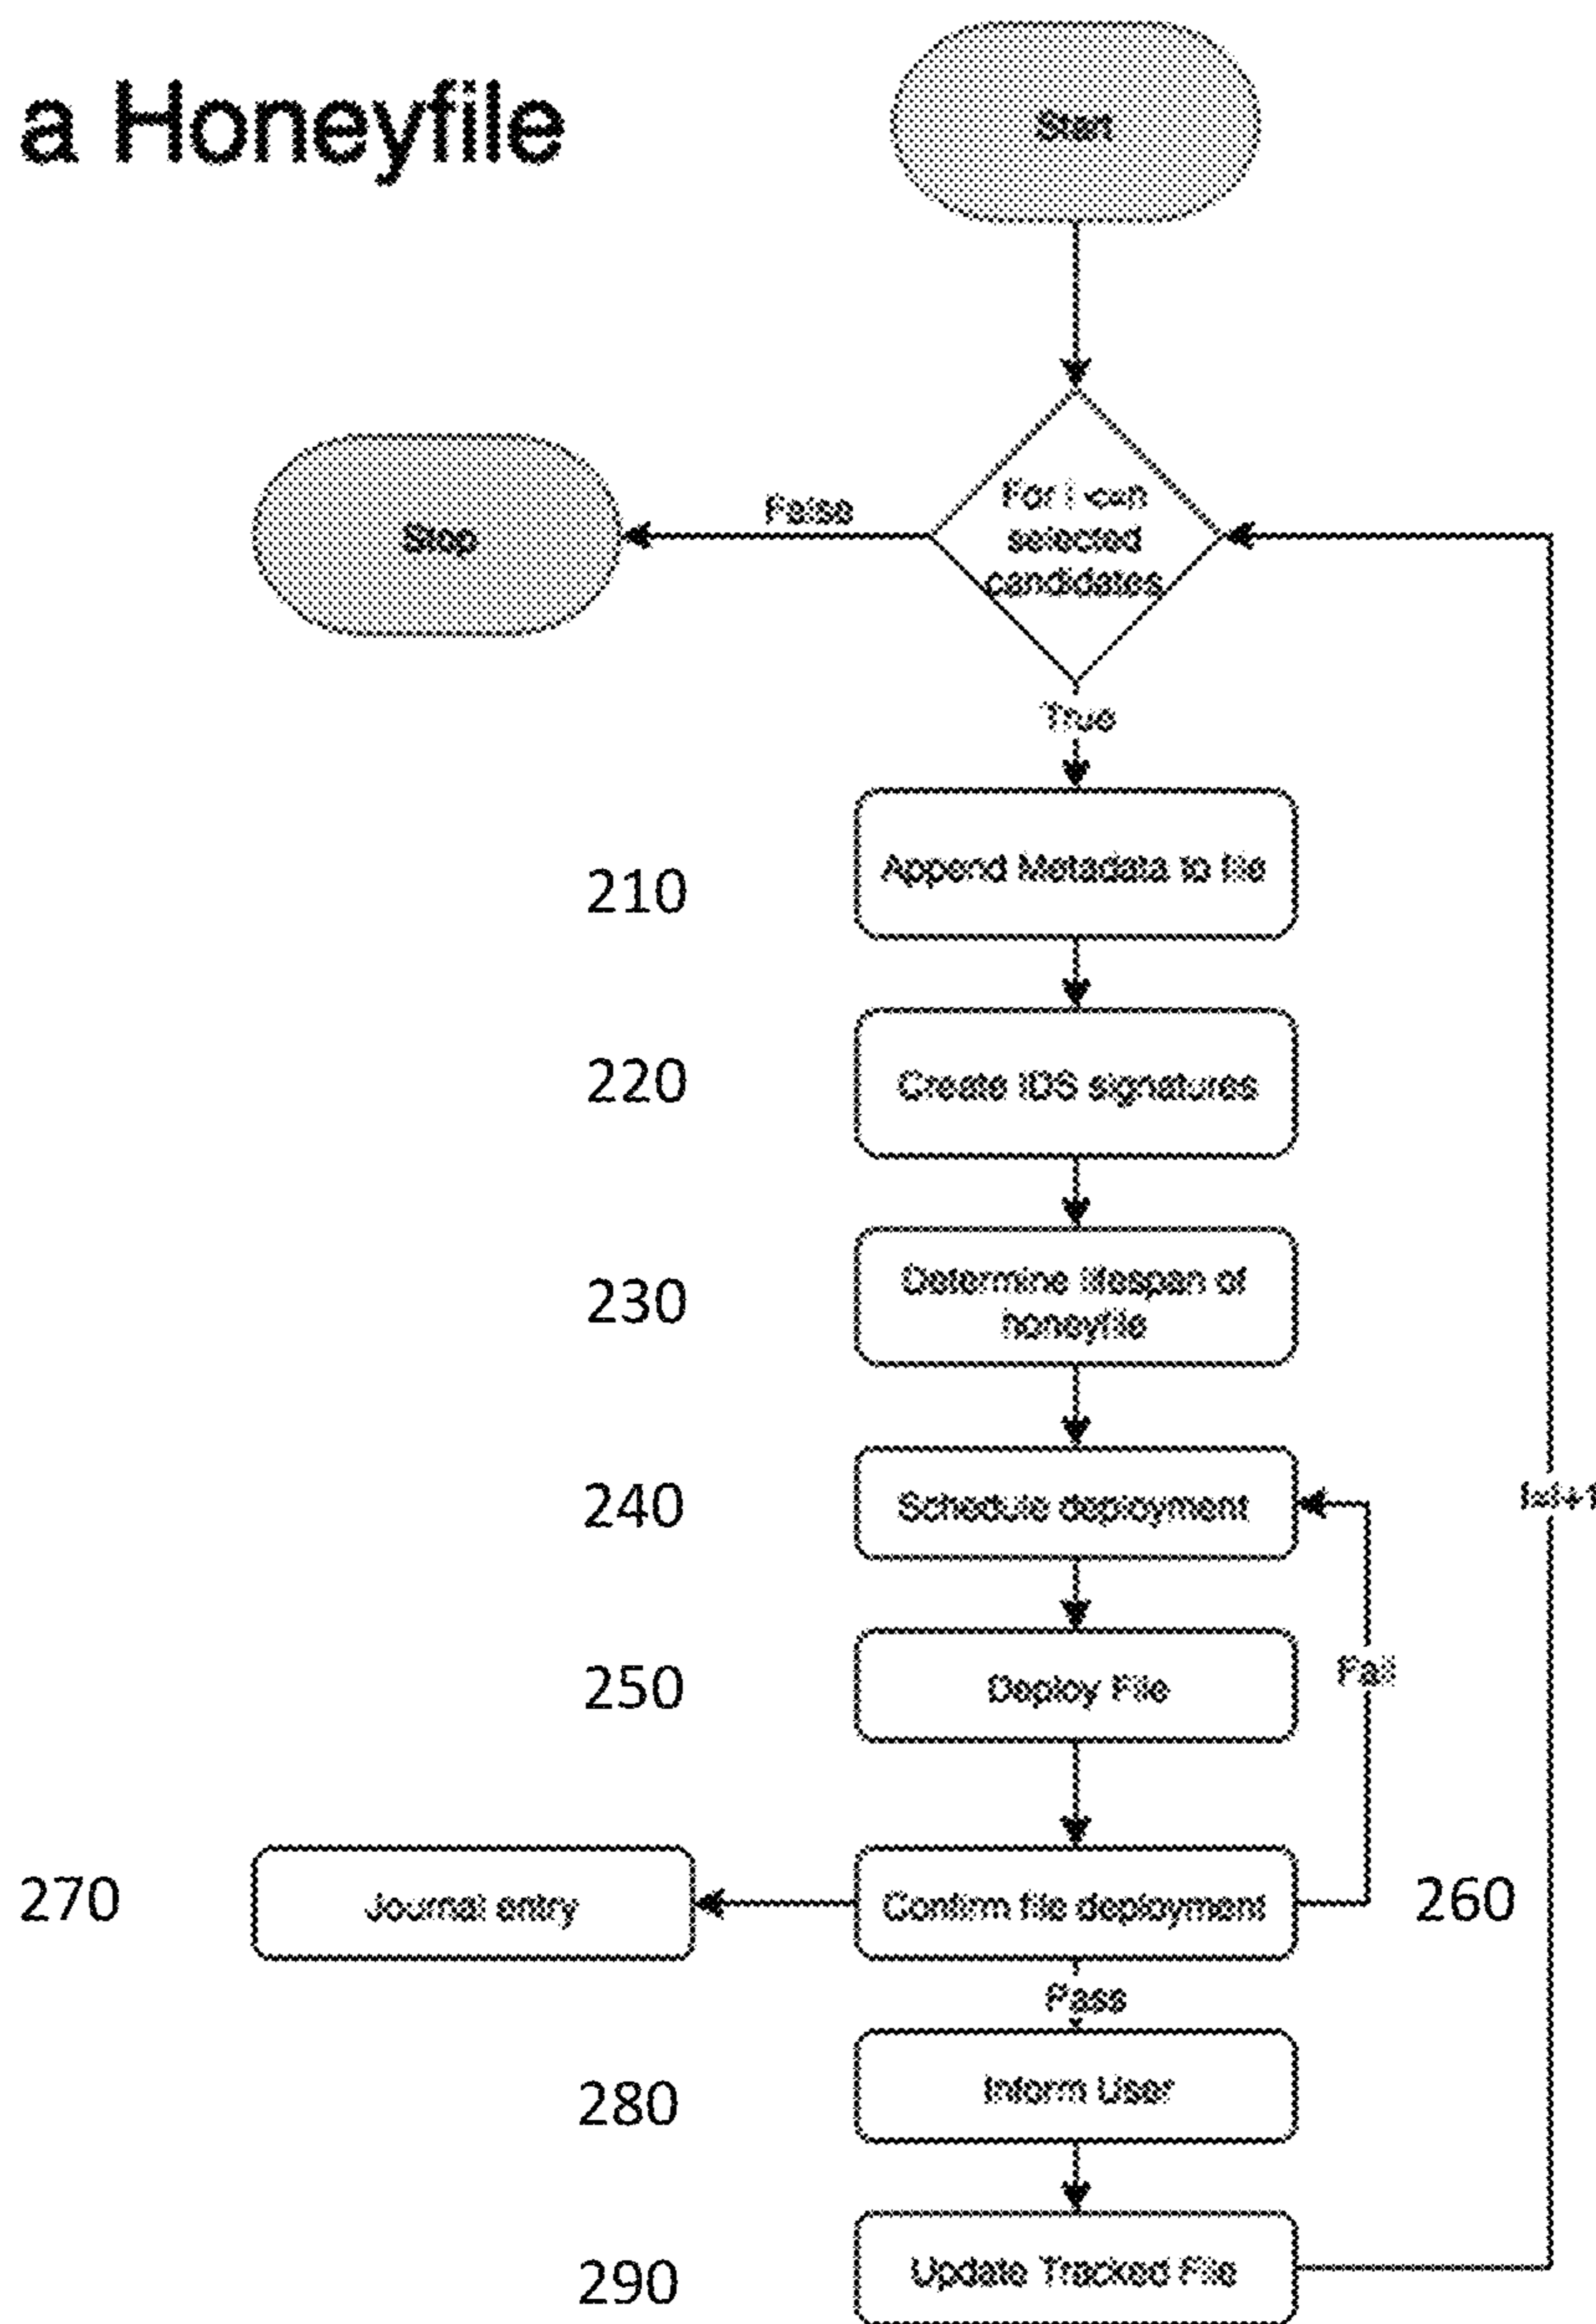 a Honeyfile
Start
For i <=n
selected
candidates
False
Stop
True
210
Append Metadata to file
220
Create IDS signatures
230
Determine lifespan of
honeyfile
240
Schedule deployment
i=i+1
250
Deploy File
Fail
270
Journal entry
Confirm file deployment
260
Pass
280
Inform User
290
Update Tracked File